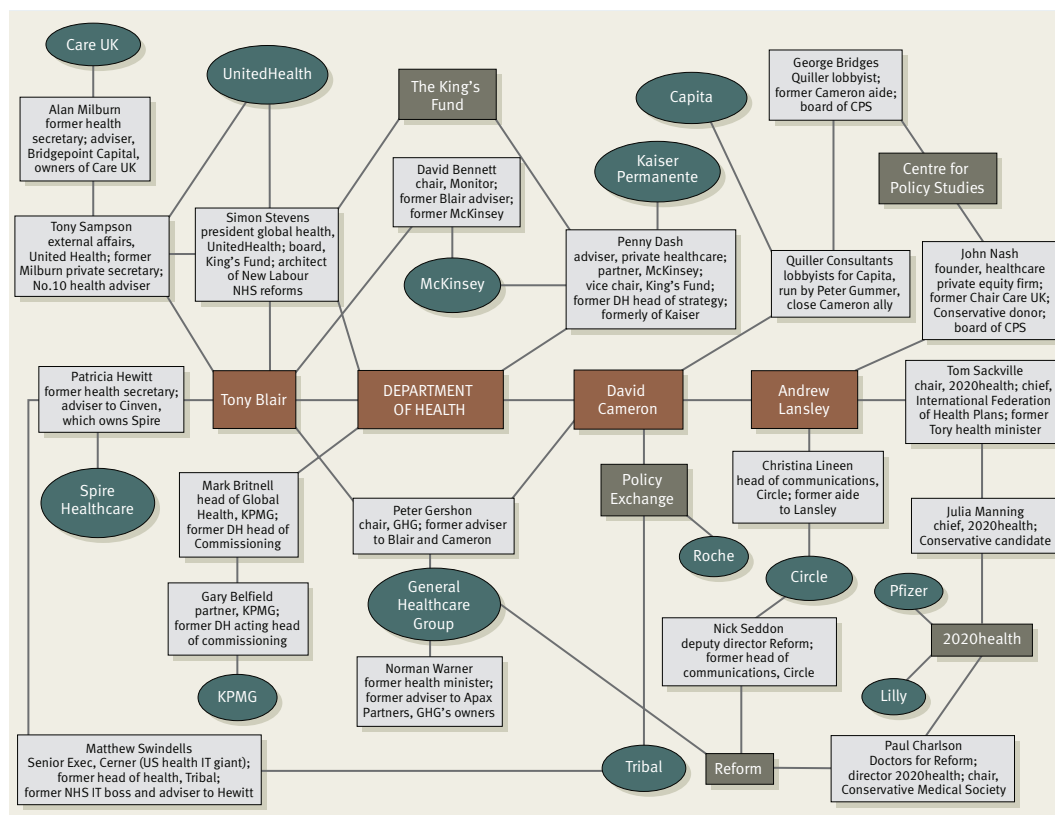 Care UK
UnitedHealth
The King's
Fund
Capita
George Bridges
Quiller lobbyist;
former Cameron aide;
board of CPS
Alan Milburn
former health
secretary; adviser,
Bridgepoint Capital,
owners of Care UK
David Bennett
chair, Monitor;
former Blair adviser;
former McKinsey
Kaiser
Permanente
Centre for
Policy Studies
Tony Sampson
external affairs,
United Health; former
Milburn private secretary;
No.10 health adviser
Simon Stevens
president global health,
UnitedHealth; board,
King's Fund; architect
of New Labour
NHS reforms
McKinsey
Penny Dash
adviser, private healthcare;
partner, McKinsey;
vice chair, King's Fund;
former DH head of strategy;
formerly of Kaiser
Quiller Consultants
lobbyists for Capita,
run by Peter Gummer,
close Cameron ally
John Nash
founder, healthcare
private equity firm;
former Chair Care UK;
Conservative donor;
board of CPS
Patricia Hewitt
former health secretary;
adviser to Cinven,
which owns Spire
Tony Blair
DEPARTMENT
OF HEALTH
David
Cameron
Andrew
Lansley
Tom Sackville
chair, 2020health; chief,
International Federation
of Health Plans; former
Tory health minister
Spire
Healthcare
Mark Britnell
head of Global
Health, KPMG;
former DH head of
Commissioning
Peter Gershon
chair, GHG; former adviser
to Blair and Cameron
Policy
Exchange
Christina Lineen
head of communications,
Circle; former aide
to Lansley
Julia Manning
chief, 2020health;
Conservative candidate
Roche
Circle
Pfizer
Gary Belfield
partner, KPMG;
former DH acting head
of commissioning
General
Healthcare
Group
Nick Seddon
deputy director Reform;
former head of
communications, Circle
2020health
KPMG
Norman Warner
former health minister;
former adviser to Apax
Partners, GHG's owners
Lilly
Matthew Swindells
Senior Exec, Cerner (US health IT giant);
former head of health, Tribal;
former NHS IT boss and adviser to Hewitt
Tribal
Reform
Paul Charlson
Doctors for Reform;
director 2020health; chair,
Conservative Medical Society